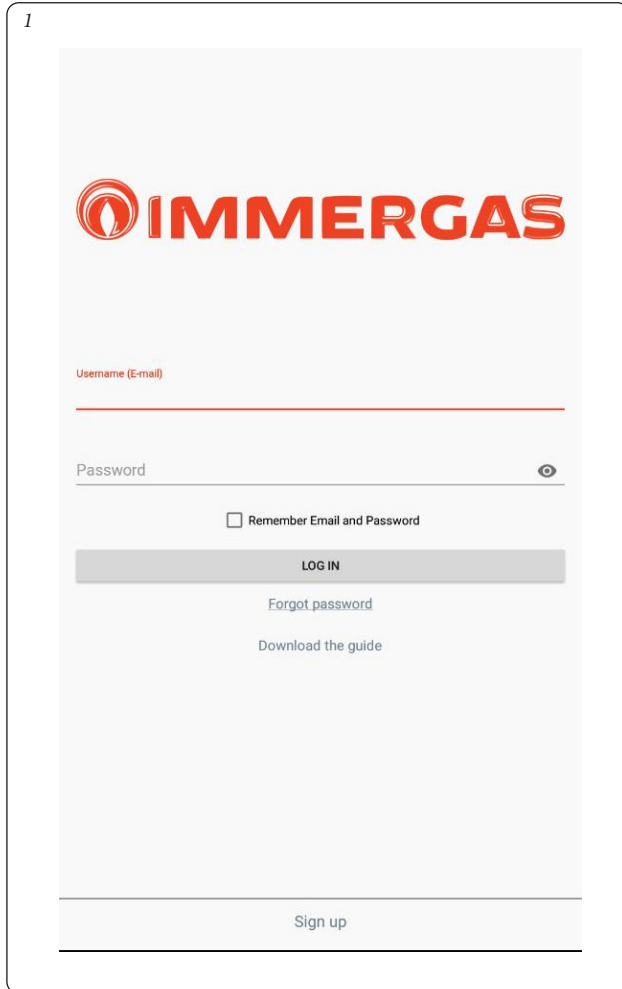 1
IMMERGAS
Username (E-mail)
Password
Remember Email and Password
LOG IN
Forgot password
Download the guide
Sign up